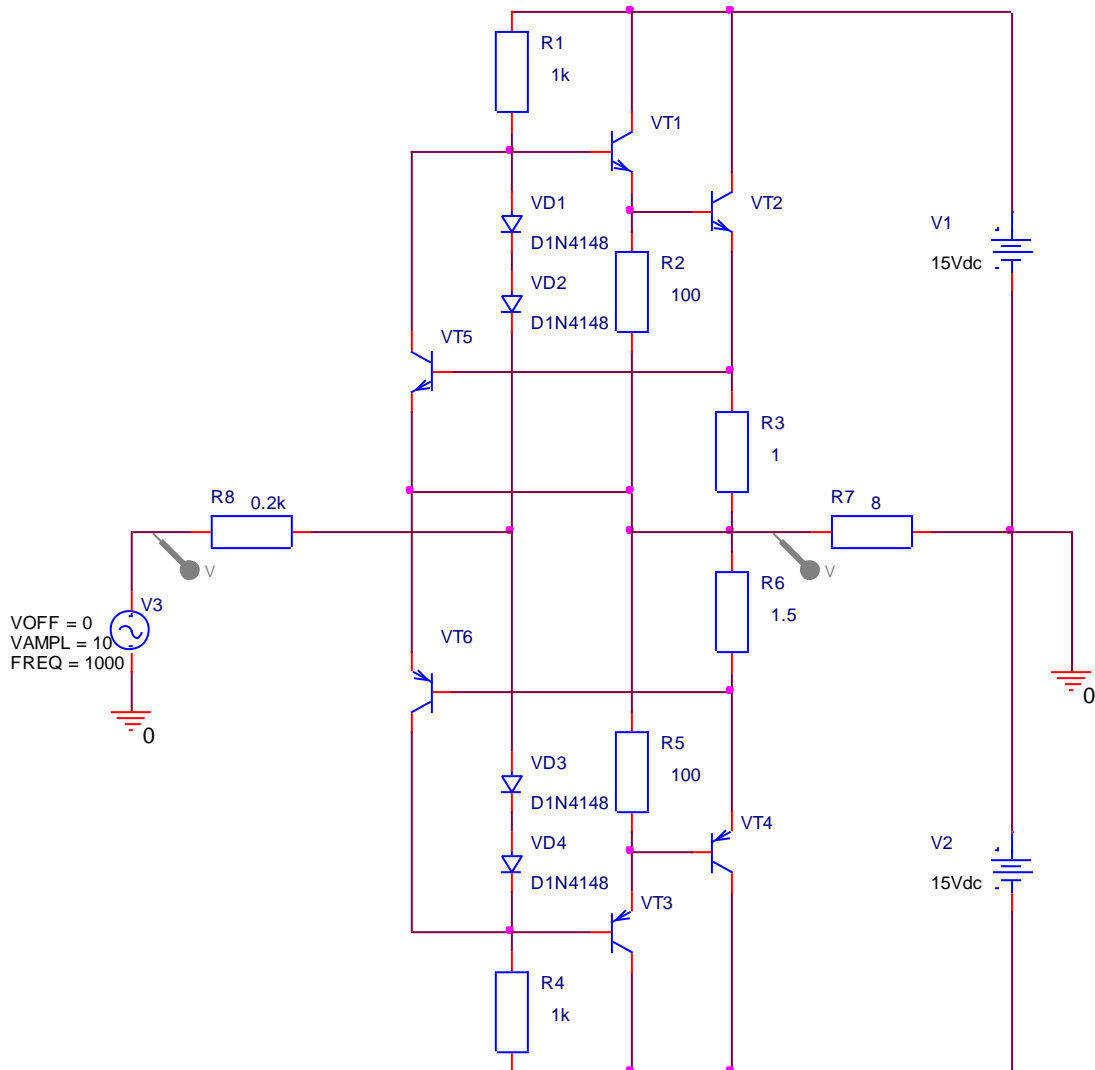 R1
1k
VT1
VD1
D1N4148
VT2
V1
15Vdc
R2
100
VD2
D1N4148
VT5
R3
1
R8 0.2k
R7 8
V
V
V3
VOFF = 0
VAMPL = 10
FREQ = 1000
R6
1.5
VT6
0
0
R5
100
VD3
D1N4148
VT4
VD4
D1N4148
V2
15Vdc
VT3
R4
1k